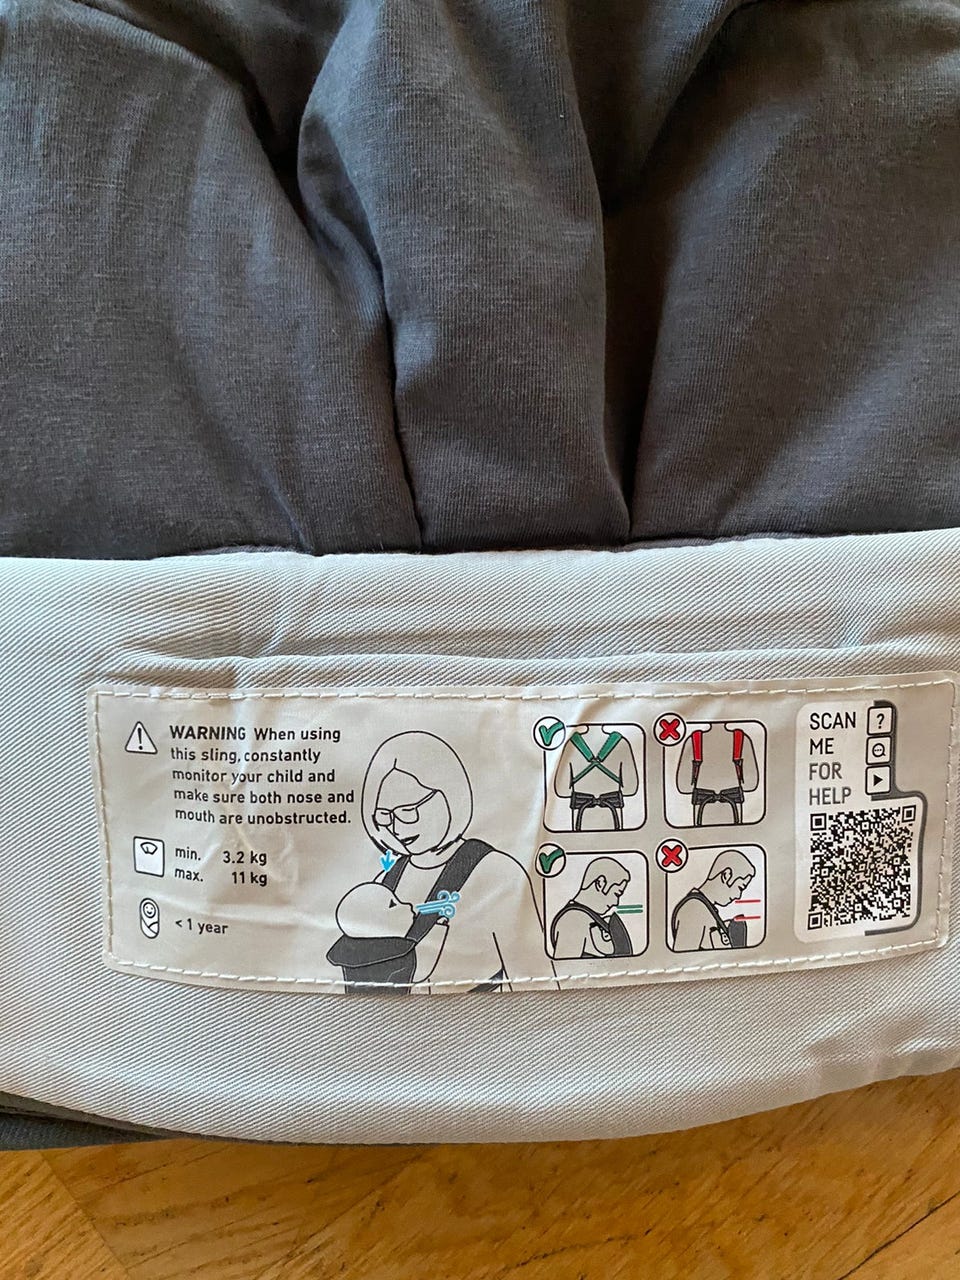 WARNING When using
this sling, constantly
monitor your child and
make sure both nose and
mouth are unobstructed.
min. 3.2 kg
max. 11 kg
< 1 year
SCAN
ME
FOR
HELP
?